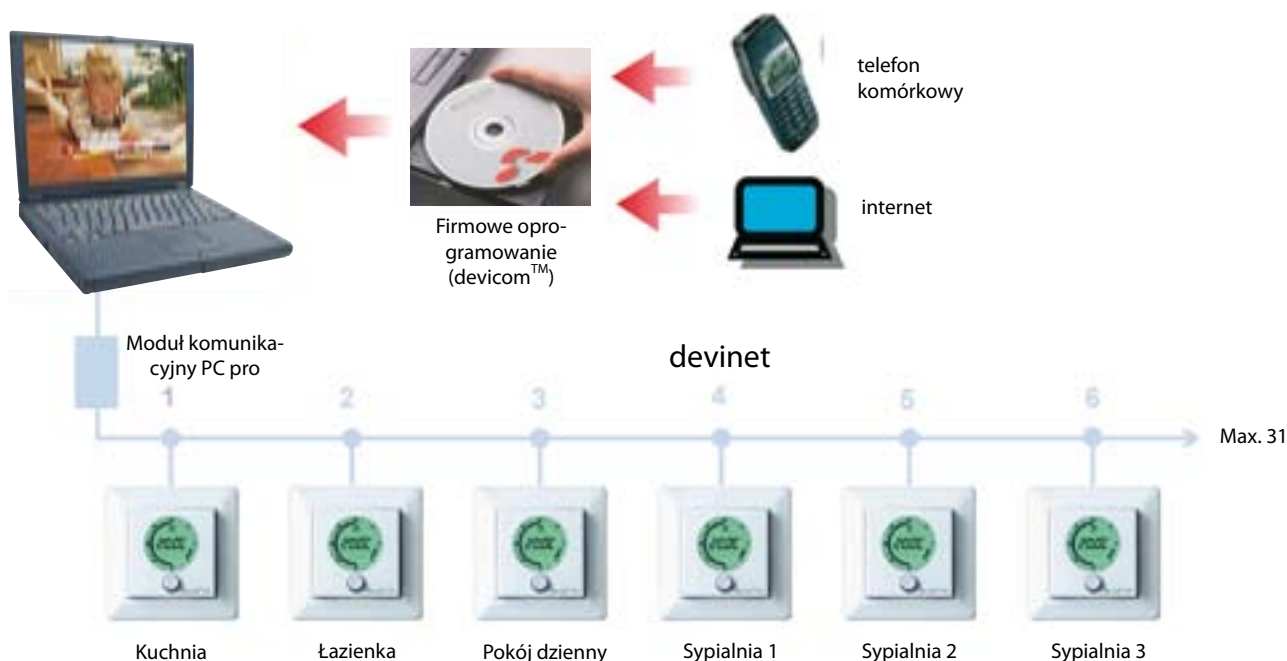 telefon
komórkowy
internet
Firmowe opro-
gramowanie
(devicom™)
Moduł komunika-
cyjny PC pro
devinet
1
2
3
4
5
6
Max. 31
Kuchnia
Łazienka
Pokój dzienny
Sypialnia 1
Sypialnia 2
Sypialnia 3